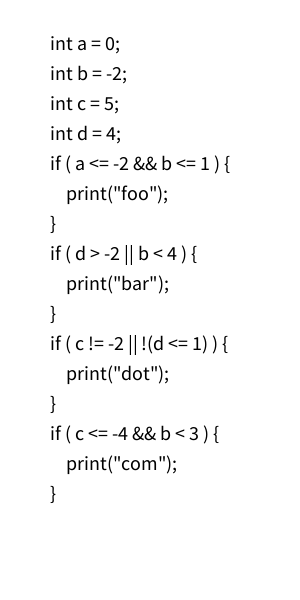 int a = 0;
int b = -2;
int c = 5;
int d = 4;
if ( a <= -2 && b <= 1 ) {
    print("foo");
}
if ( d > -2 || b < 4 ) {
    print("bar");
}
if ( c != -2 || !(d <= 1) ) {
    print("dot");
}
if ( c <= -4 && b < 3 ) {
    print("com");
}